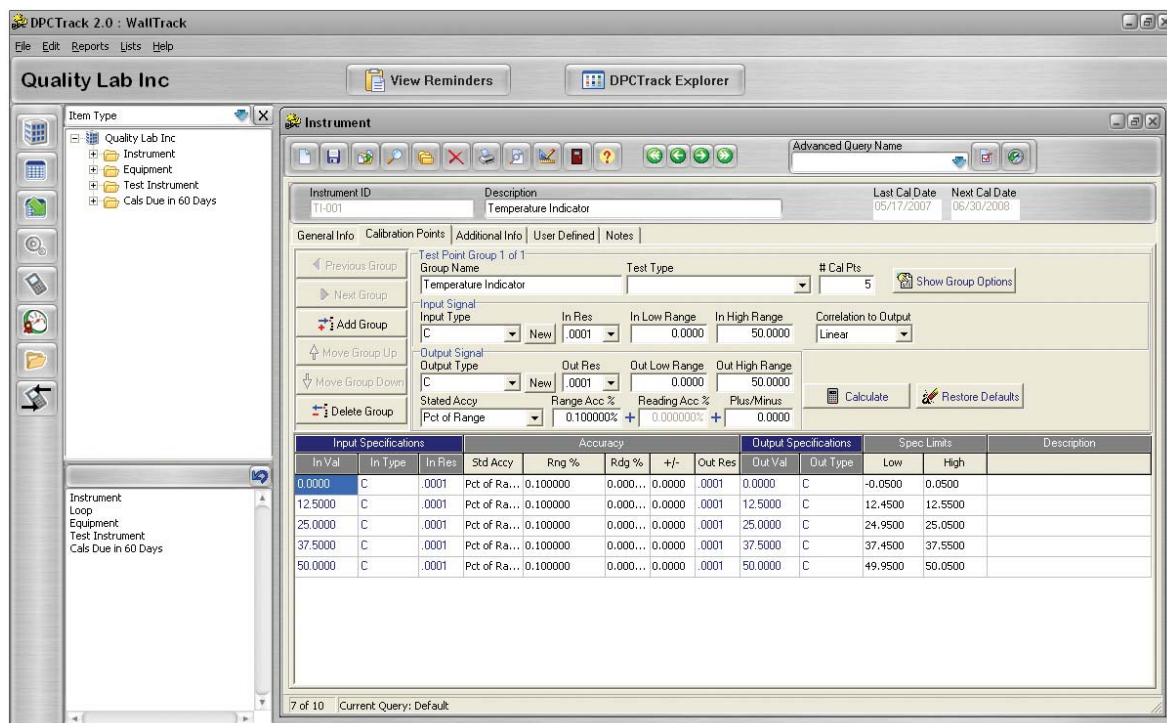 DPCTrack 2.0 : WallTrack
File Edit Reports Lists Help
Quality Lab Inc
View Reminders
DPCTrack Explorer
Item Type
Quality Lab Inc
Instrument
Equipment
Test Instrument
Cals Due in 60 Days
Instrument
Loop
Equipment
Test Instrument
Cals Due in 60 Days
Instrument
Advanced Query Name
Instrument ID Description Last Cal Date Next Cal Date
TI-001 Temperature Indicator 05/17/2007 06/30/2008
General Info Calibration Points Additional Info User Defined Notes
Previous Group
Next Group
Add Group
Move Group Up
Move Group Down
Delete Group
Test Point Group 1 of 1
Group Name Test Type # Cal Pts
Temperature Indicator 5 Show Group Options
Input Signal
Input Type In Res In Low Range In High Range Correlation to Output
C New .0001 0.0000 50.0000 Linear
Output Signal
Output Type Out Res Out Low Range Out High Range
C New .0001 0.0000 50.0000
Stated Accy Range Acc % Reading Acc % Plus/Minus
Pct of Range 0.100000% + 0.000000% + 0.0000
Calculate Restore Defaults
Input Specifications Accuracy Output Specifications Spec Limits Description
In Val In Type In Res Std Accy Rng % Rdg % +/- Out Res Out Val Out Type Low High
0.0000 C .0001 Pct of Ra... 0.100000 0.000... 0.0000 .0001 0.0000 C -0.0500 0.0500
12.5000 C .0001 Pct of Ra... 0.100000 0.000... 0.0000 .0001 12.5000 C 12.4500 12.5500
25.0000 C .0001 Pct of Ra... 0.100000 0.000... 0.0000 .0001 25.0000 C 24.9500 25.0500
37.5000 C .0001 Pct of Ra... 0.100000 0.000... 0.0000 .0001 37.5000 C 37.4500 37.5500
50.0000 C .0001 Pct of Ra... 0.100000 0.000... 0.0000 .0001 50.0000 C 49.9500 50.0500
7 of 10 Current Query: Default